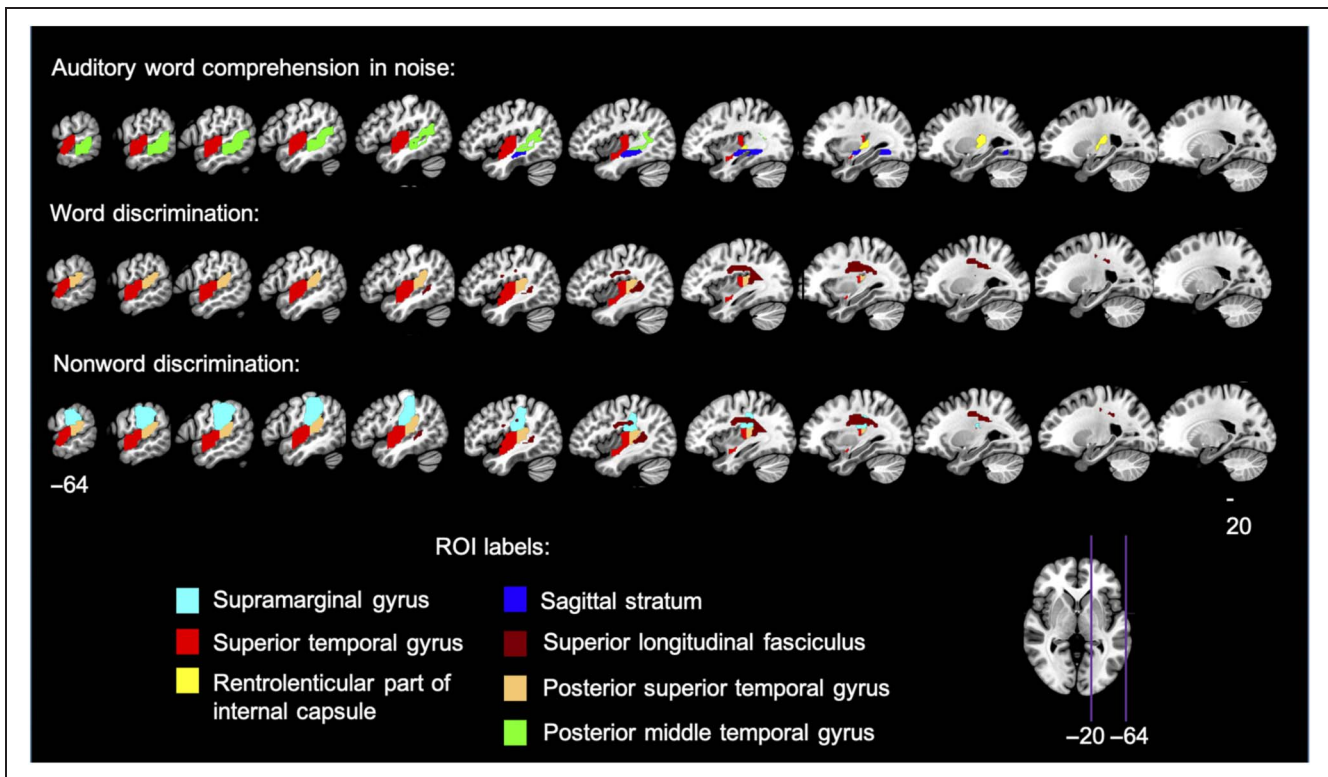 Auditory word comprehension in noise:
Word discrimination:
Nonword discrimination:
–64
-
20
ROI labels:
Supramarginal gyrus
Superior temporal gyrus
Rentrolenticular part of
internal capsule
Sagittal stratum
Superior longitudinal fasciculus
Posterior superior temporal gyrus
Posterior middle temporal gyrus
–20 –64